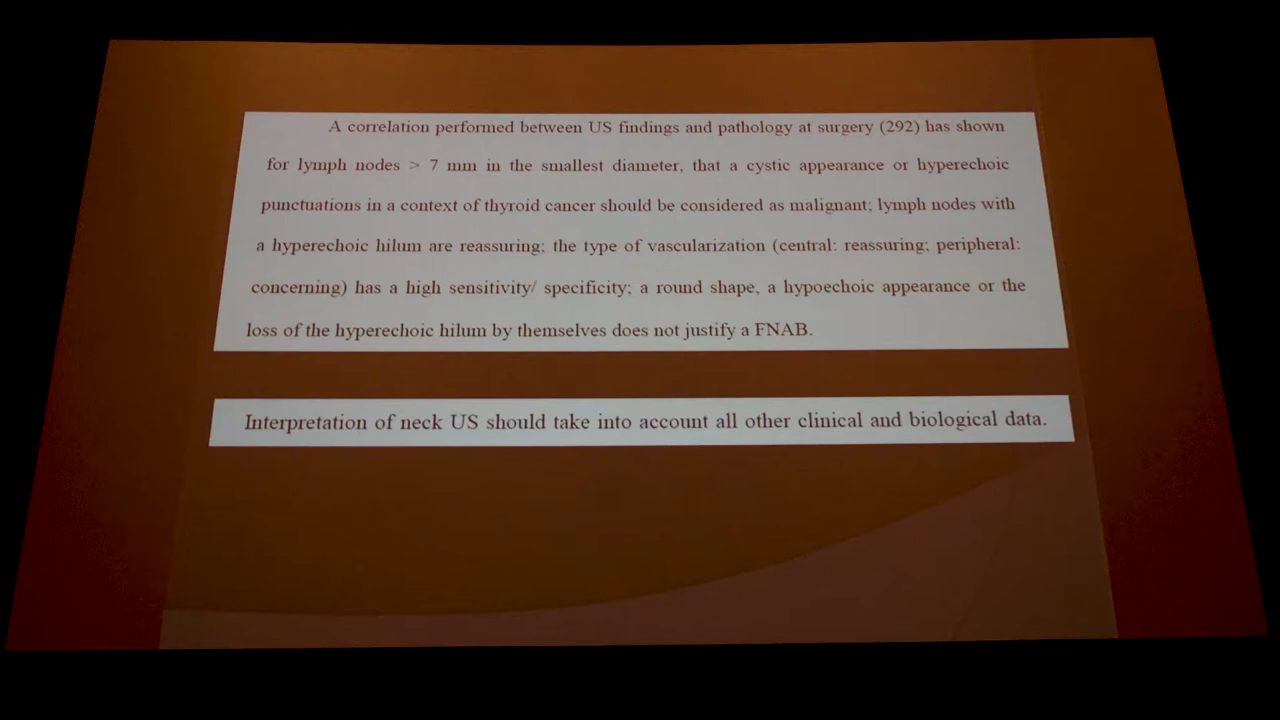 A correlation performed between US findings and pathology at surgery (292) has shown
for lymph nodes > 7 mm in the smallest diameter, that a cystic appearance or hyperechoic
punctuations in a context of thyroid cancer should be considered as malignant; lymph nodes with
a hyperechoic hilum are reassuring; the type of vascularization (central: reassuring; peripheral:
concerning) has a high sensitivity/ specificity; a round shape, a hypoechoic appearance or the
loss of the hyperechoic hilum by themselves does not justify a FNAB.
Interpretation of neck US should take into account all other clinical and biological data.